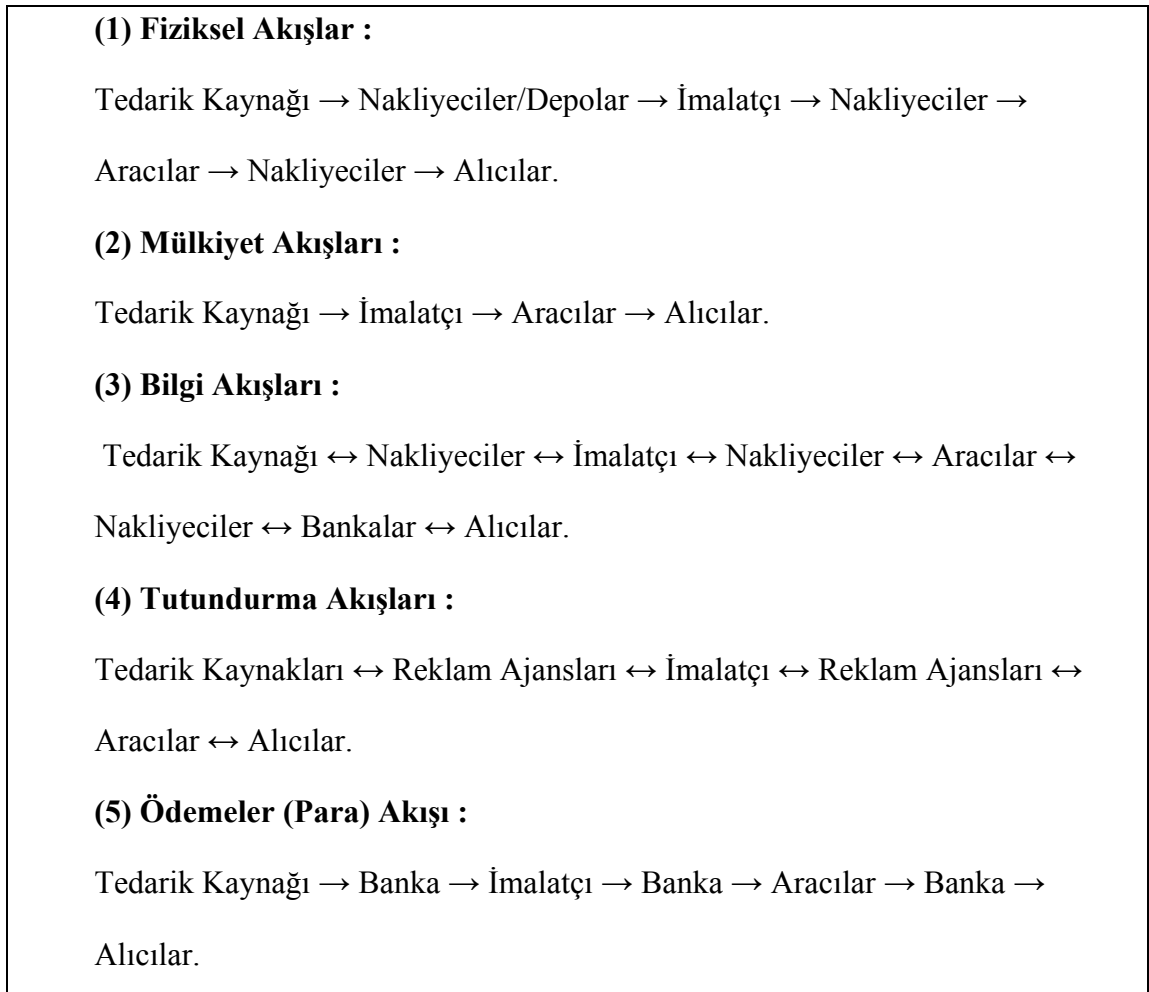 (1) Fiziksel Akışlar :
Tedarik Kaynağı → Nakliyeciler/Depolar → İmalatçı → Nakliyeciler →
Aracılar → Nakliyeciler → Alıcılar.
(2) Mülkiyet Akışları :
Tedarik Kaynağı → İmalatçı → Aracılar → Alıcılar.
(3) Bilgi Akışları :
Tedarik Kaynağı ↔ Nakliyeciler ↔ İmalatçı ↔ Nakliyeciler ↔ Aracılar ↔
Nakliyeciler ↔ Bankalar ↔ Alıcılar.
(4) Tutundurma Akışları :
Tedarik Kaynakları ↔ Reklam Ajansları ↔ İmalatçı ↔ Reklam Ajansları ↔
Aracılar ↔ Alıcılar.
(5) Ödemeler (Para) Akışı :
Tedarik Kaynağı → Banka → İmalatçı → Banka → Aracılar → Banka →
Alıcılar.